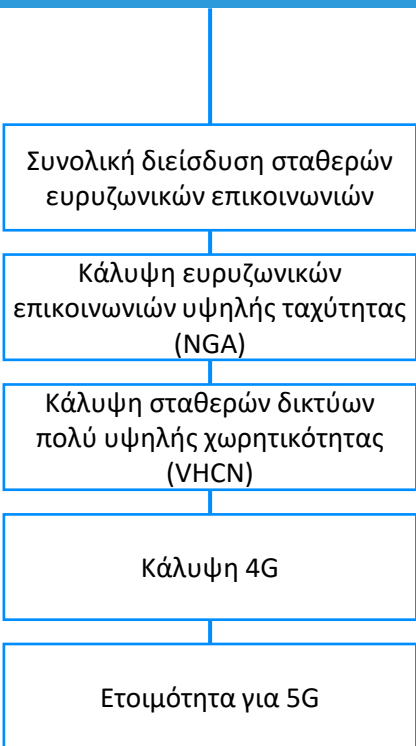 Συνολική διείσδυση σταθερών
ευρυζωνικών επικοινωνιών
Κάλυψη ευρυζωνικών
επικοινωνιών υψηλής ταχύτητας
(NGA)
Κάλυψη σταθερών δικτύων
πολύ υψηλής χωρητικότητας
(VHCN)
Κάλυψη 4G
Ετοιμότητα για 5G